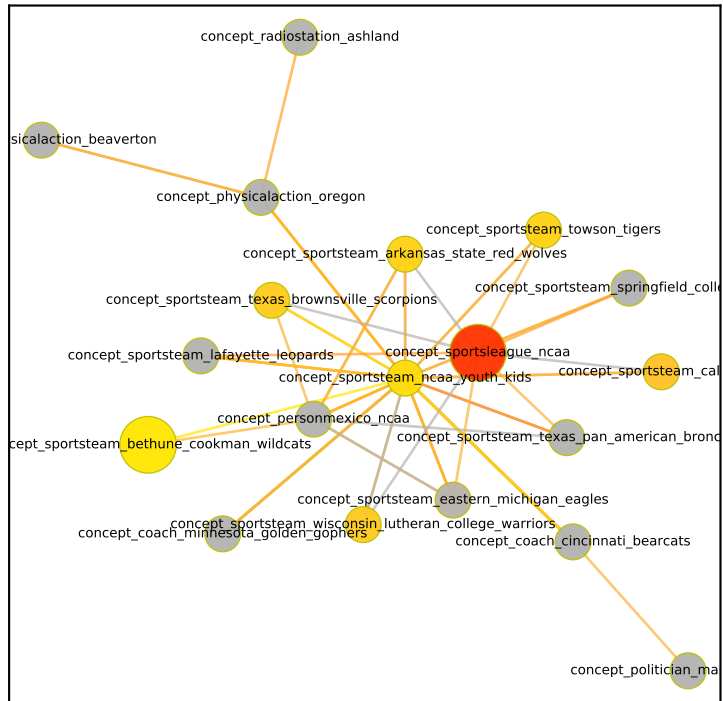 concept_radiostation_ashland
sicalaction_beaverton
concept_physicalaction_oregon
concept_sportsteam_towson_tigers
concept_sportsteam_arkansas_state_red_wolves
concept_sportsteam_springfield_colle
concept_sportsteam_texas_brownsville_scorpions
concept_sportsleague_ncaa
concept_sportsteam_lafayette_leopards
concept_sportsteam_cal
concept_sportsteam_ncaa_youth_kids
concept_personmexico_ncaa
concept_sportsteam_texas_pan_american_bronc
cept_sportsteam_bethune_cookman_wildcats
concept_sportsteam_eastern_michigan_eagles
concept_sportsteam_wisconsin_lutheran_college_warriors
concept_coach_minnesota_golden_gophers
concept_coach_cincinnati_bearcats
concept_politician_ma